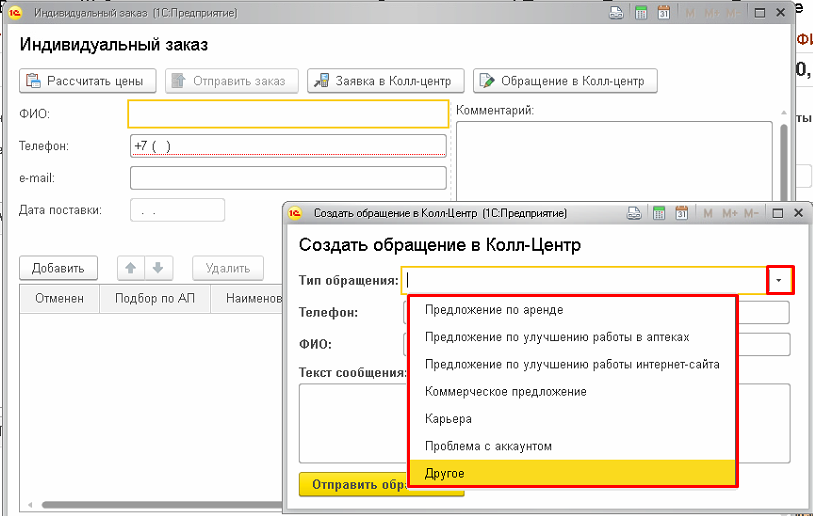 Индивидуальный заказ (1С:Предприятие)
31
M M+ M-
Индивидуальный заказ
Рассчитать цены
Отправить заказ
Заявка в Колл-центр
Обращение в Колл-центр
ФИО:
Комментарий:
Телефон:
+7 ( )
e-mail:
Дата поставки:
. .
Добавить
Удалить
Отменен
Подбор по АП
Наименов
Создать обращение в Колл-Центр (1С:Предприятие)
31
M M+ M-
Создать обращение в Колл-Центр
Тип обращения:
Предложение по аренде
Телефон:
Предложение по улучшению работы в аптеках
ФИО:
Предложение по улучшению работы интернет-сайта
Текст сообщения:
Коммерческое предложение
Карьера
Проблема с аккаунтом
Другое
Отправить обр